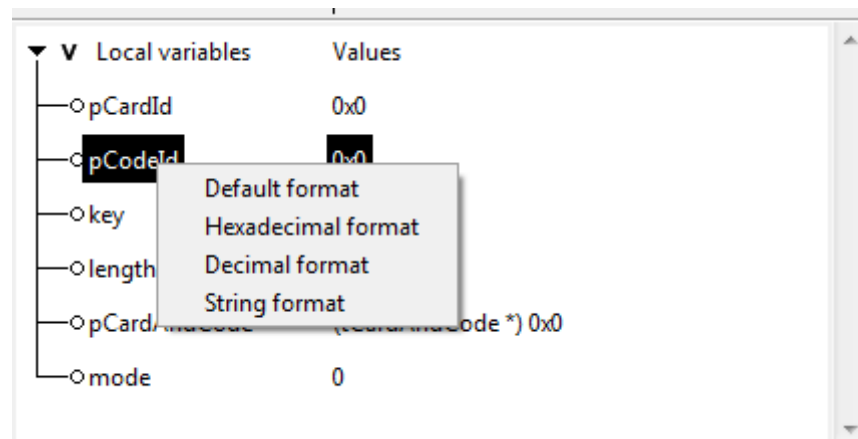 V Local variables Values
pCardId 0x0
pCodeId 0x0
Default format
key
Hexadecimal format
length
Decimal format
String format
*) 0x0
mode 0